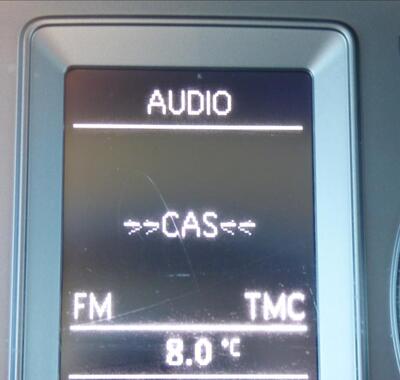 AUDIO
>>CAS<<
FM TMC
8.0 °C